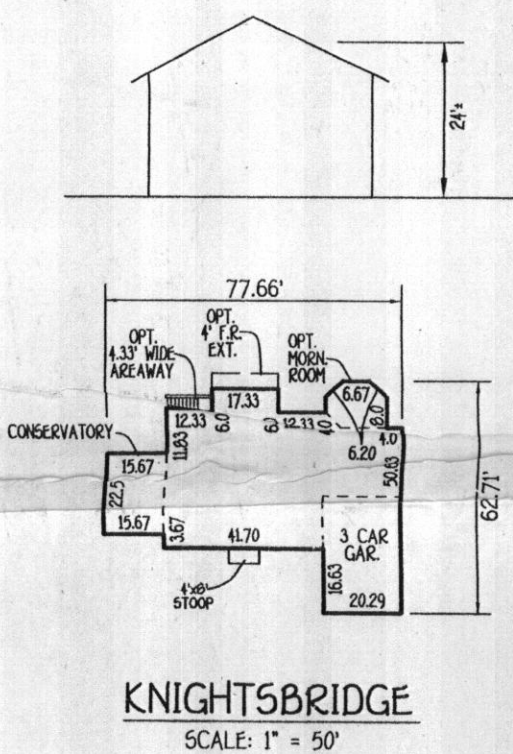 24'±
77.66'
OPT.
4.33' WIDE
AREAWAY
OPT.
4' F.R.
EXT.
OPT.
MORN.
ROOM
17.33
6.67
12.33
6.0
6.0
12.33
4.0
8.0
4.0
6.20
CONSERVATORY
15.67
11.83
22.5
15.67
3.67
41.70
50.63
62.71'
3 CAR
GAR.
16.63
20.29
4'x8'
STOOP
KNIGHTSBRIDGE
SCALE: 1" = 50'